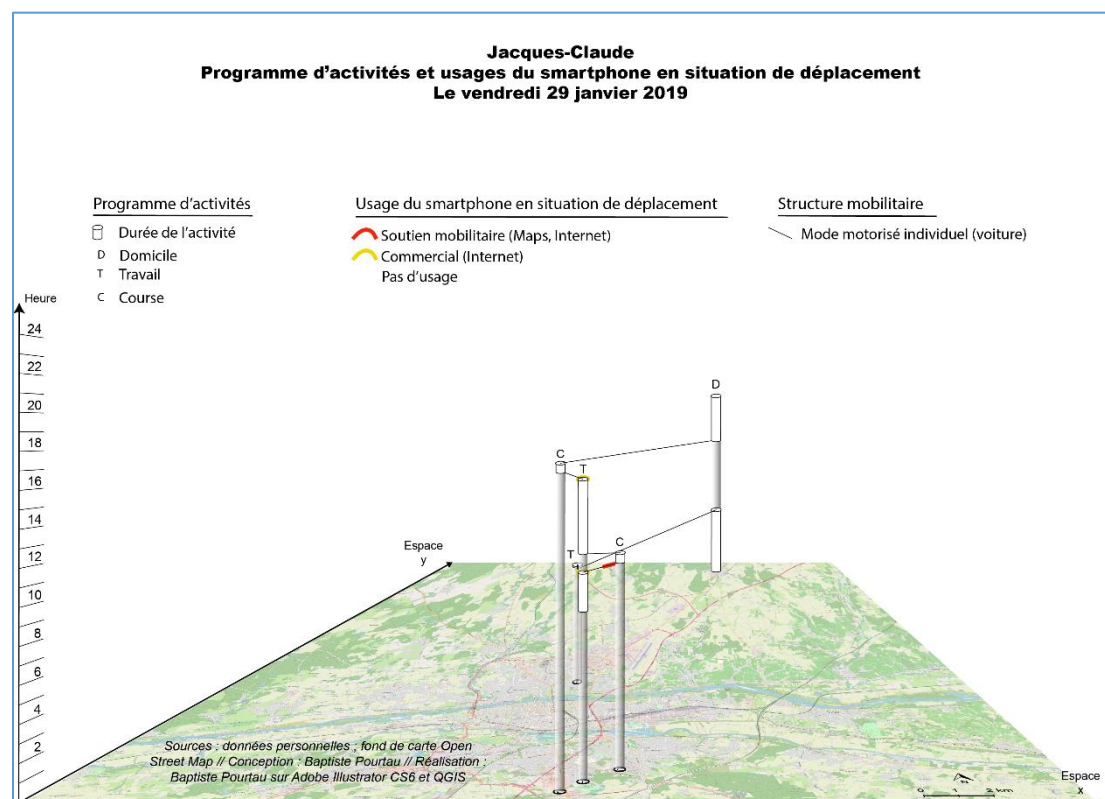 Jacques-Claude
Programme d'activités et usages du smartphone en situation de déplacement
Le vendredi 29 janvier 2019
Programme d'activités
Durée de l'activité
D Domicile
T Travail
C Course
Usage du smartphone en situation de déplacement
Soutien mobilitaire (Maps, Internet)
Commercial (Internet)
Pas d'usage
Structure mobilitaire
Mode motorisé individuel (voiture)
Heure
24
22
20
18
16
14
12
10
8
6
4
2
D
C
T
C
T
Espace
y
Sources : données personnelles ; fond de carte Open
Street Map // Conception : Baptiste Pourtau // Réalisation :
Baptiste Pourtau sur Adobe Illustrator CS6 et QGIS
0 1 2 km
Espace
x